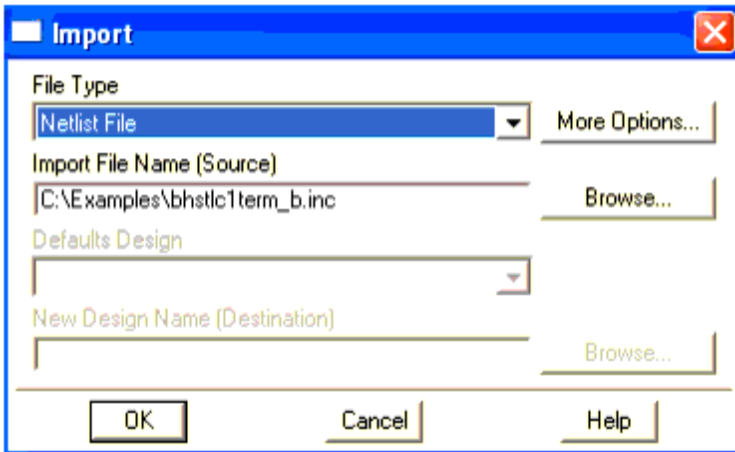 Import
File Type
Netlist File
More Options...
Import File Name (Source)
C:\Examples\bhstlc1term_b.inc
Browse...
Defaults Design
New Design Name (Destination)
Browse...
OK
Cancel
Help